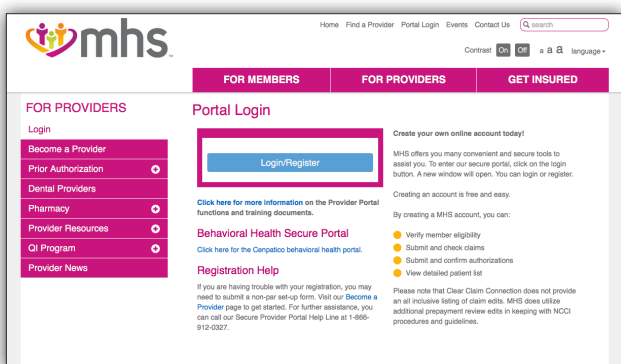 Home Find a Provider Portal Login Events Contact Us search
mhs
Contrast On Off a a a language
FOR MEMBERS FOR PROVIDERS GET INSURED
FOR PROVIDERS
Login
Become a Provider
Prior Authorization
Dental Providers
Pharmacy
Provider Resources
QI Program
Provider News
Portal Login
Login/Register
Click here for more information on the Provider Portal
functions and training documents.
Behavioral Health Secure Portal
Click here for the Cenpatico behavioral health portal.
Registration Help
If you are having trouble with your registration, you may
need to submit a non-par set-up form. Visit our Become a
Provider page to get started. For further assistance, you
can call our Secure Provider Portal Help Line at 1-866-
912-0327.
Create your own online account today!
MHS offers you many convenient and secure tools to
assist you. To enter our secure portal, click on the login
button. A new window will open. You can login or register.
Creating an account is free and easy.
By creating a MHS account, you can:
Verify member eligibility
Submit and check claims
Submit and confirm authorizations
View detailed patient list
Please note that Clear Claim Connection does not provide
an all inclusive listing of claim edits. MHS does utilize
additional prepayment review edits in keeping with NCCI
procedures and guidelines.